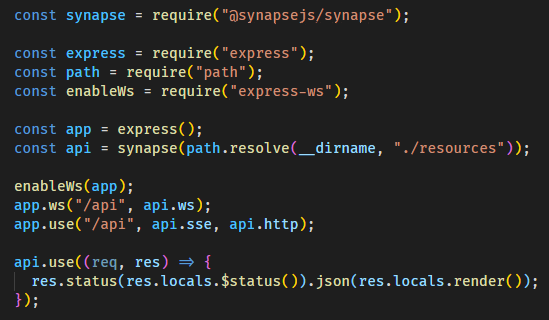 const synapse = require("@synapsejs/synapse");
const express = require("express");
const path = require("path");
const enableWs = require("express-ws");
const app = express();
const api = synapse(path.resolve(__dirname, "./resources"));
enableWs(app);
app.ws("/api", api.ws);
app.use("/api", api.sse, api.http);
api.use((req, res) => {
  res.status(res.locals.$status()).json(res.locals.render());
});